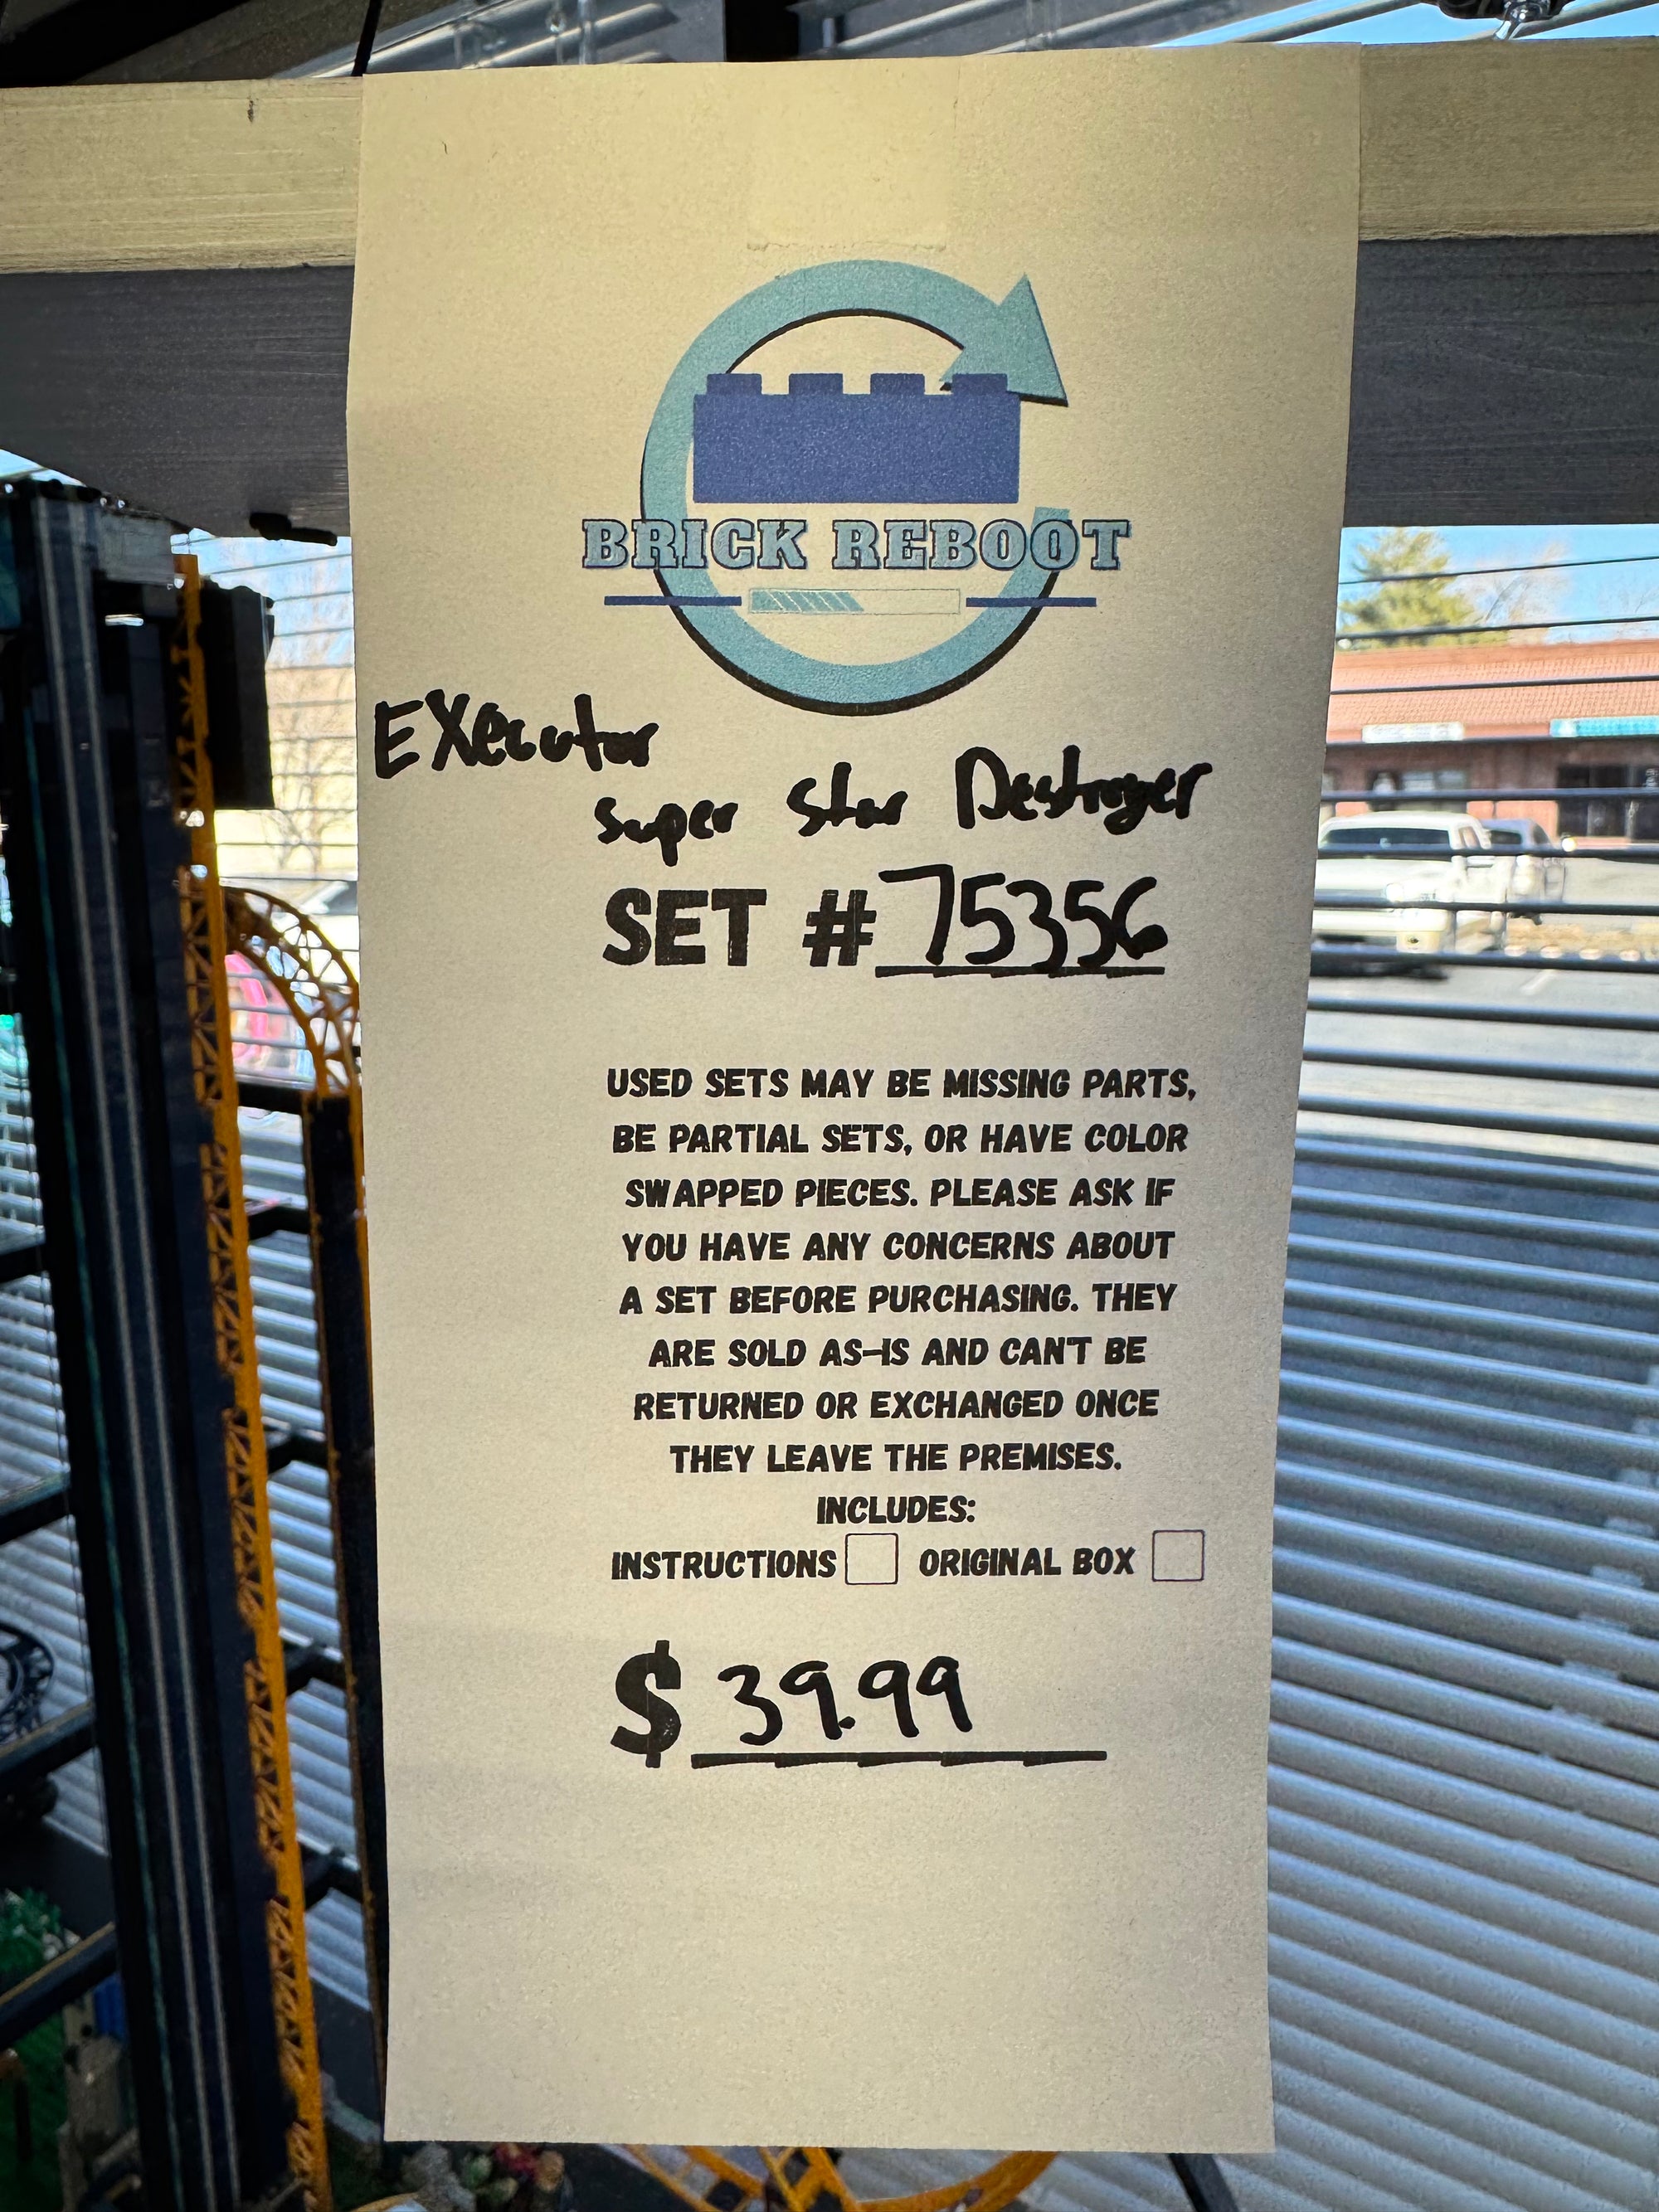 BRICK REBOOT
EXecutor
Super Star Destroyer
SET # 75356
USED SETS MAY BE MISSING PARTS,
BE PARTIAL SETS, OR HAVE COLOR
SWAPPED PIECES. PLEASE ASK IF
YOU HAVE ANY CONCERNS ABOUT
A SET BEFORE PURCHASING. THEY
ARE SOLD AS-IS AND CAN'T BE
RETURNED OR EXCHANGED ONCE
THEY LEAVE THE PREMISES.
INCLUDES:
INSTRUCTIONS ORIGINAL BOX
$ 39.99